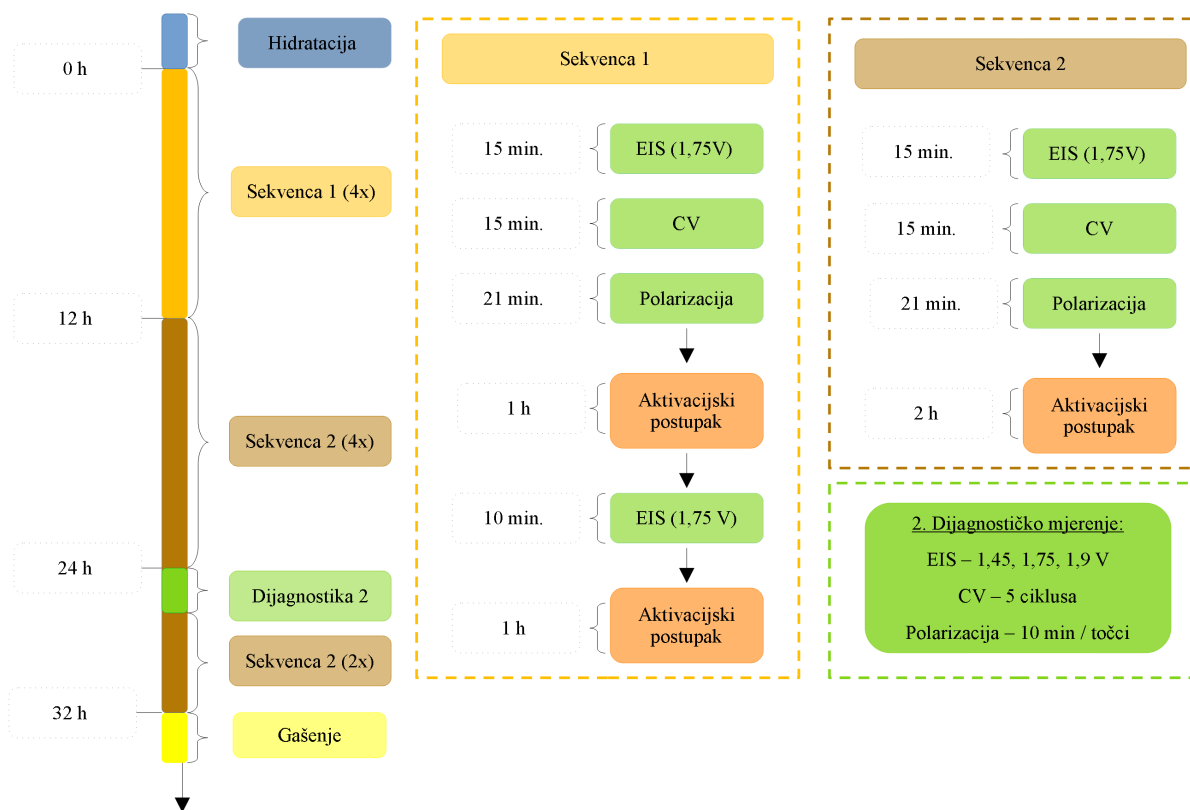 Hidratacija
0 h
Sekvenca 1 (4x)
12 h
Sekvenca 2 (4x)
24 h
Dijagnostika 2
Sekvenca 2 (2x)
32 h
Gašenje
Sekvenca 1
15 min.
EIS (1,75V)
15 min.
CV
21 min.
Polarizacija
1 h
Aktivacijski
postupak
10 min.
EIS (1,75 V)
1 h
Aktivacijski
postupak
Sekvenca 2
15 min.
EIS (1,75V)
15 min.
CV
21 min.
Polarizacija
2 h
Aktivacijski
postupak
2. Dijagnostičko mjerenje:
EIS – 1,45, 1,75, 1,9 V
CV – 5 ciklusa
Polarizacija – 10 min / točci